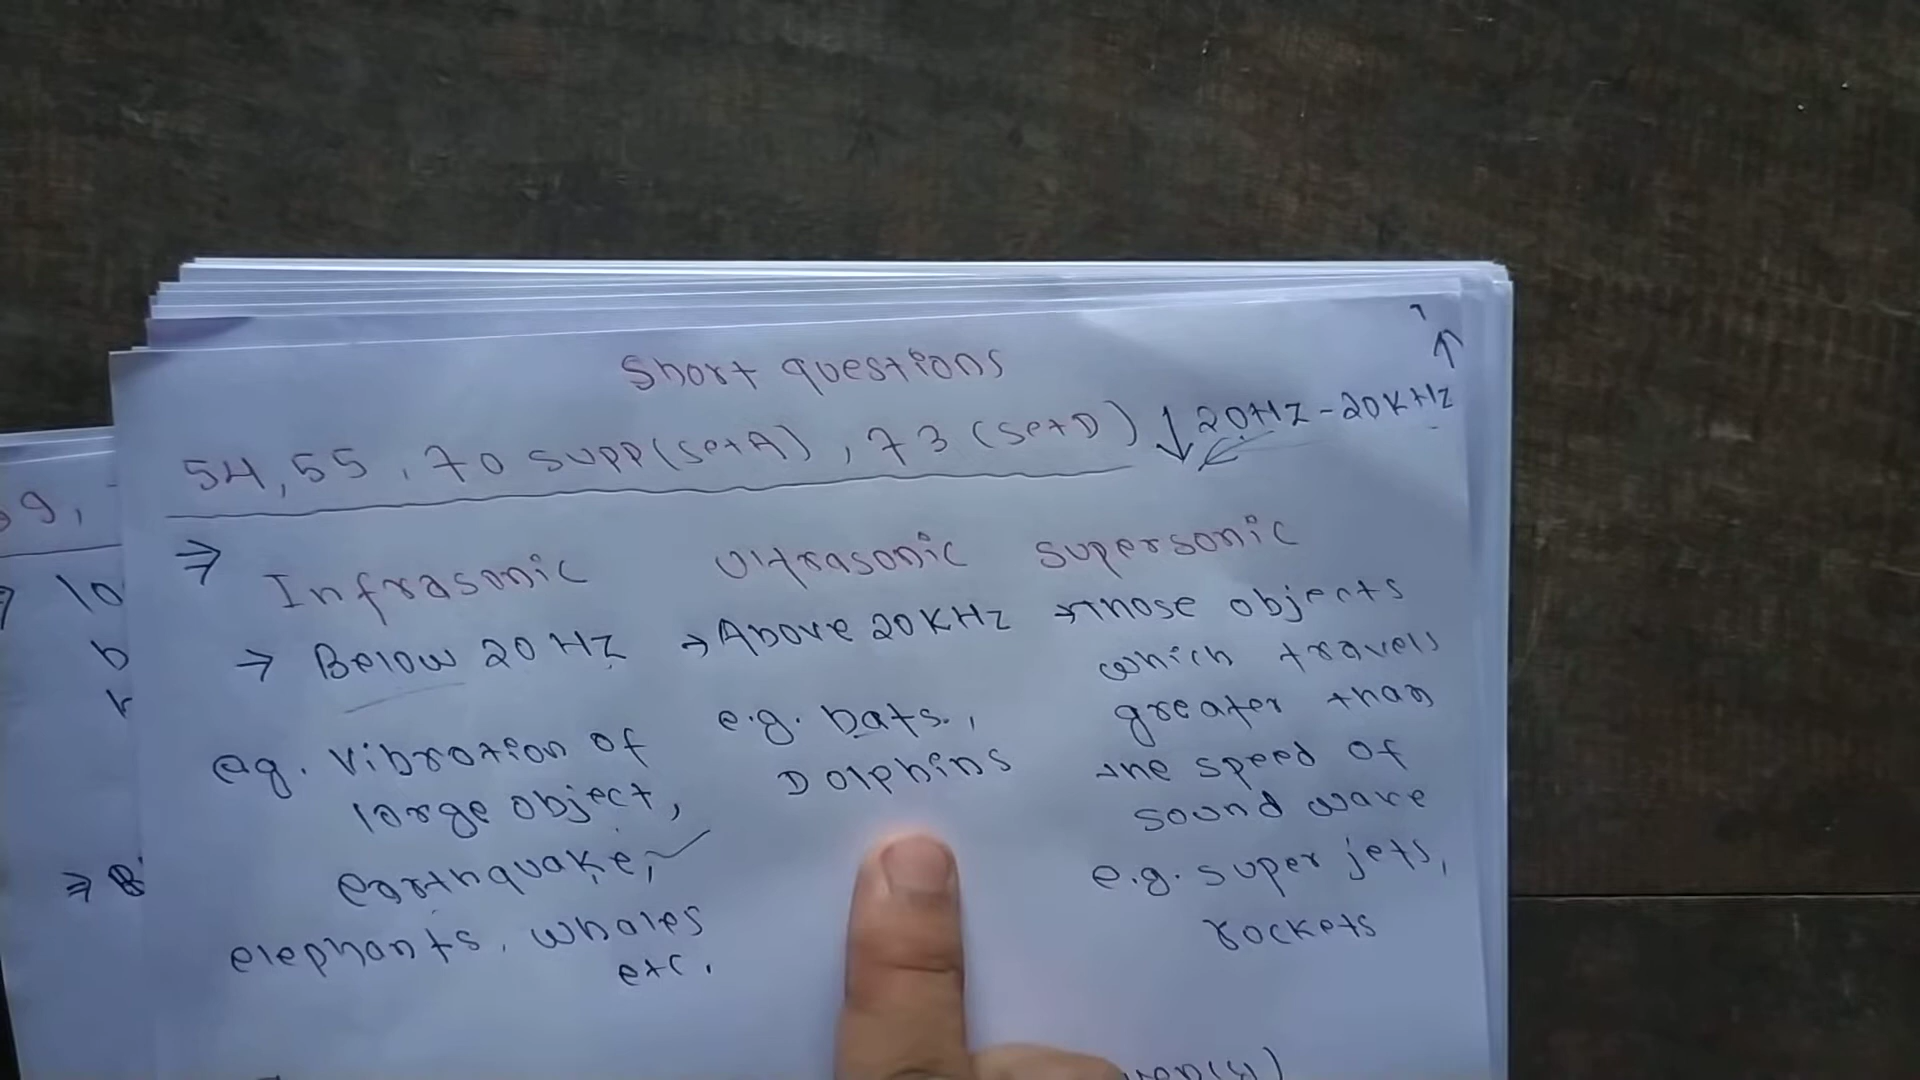 Short questions
54, 55, 70 supp (set A), 73 (set D) ↓ 20Hz - 20KHz ↑
⇒ Infrasonic
→ Below 20 Hz
eg. Vibration of
large object,
earthquake,
elephants, whales
etc.
Ultrasonic
→ Above 20KHz
e.g. bats.,
Dolphins
supersonic
→ Those objects
which travels
greater than
the speed of
sound wave
e.g. super jets,
rockets
9,
⇒